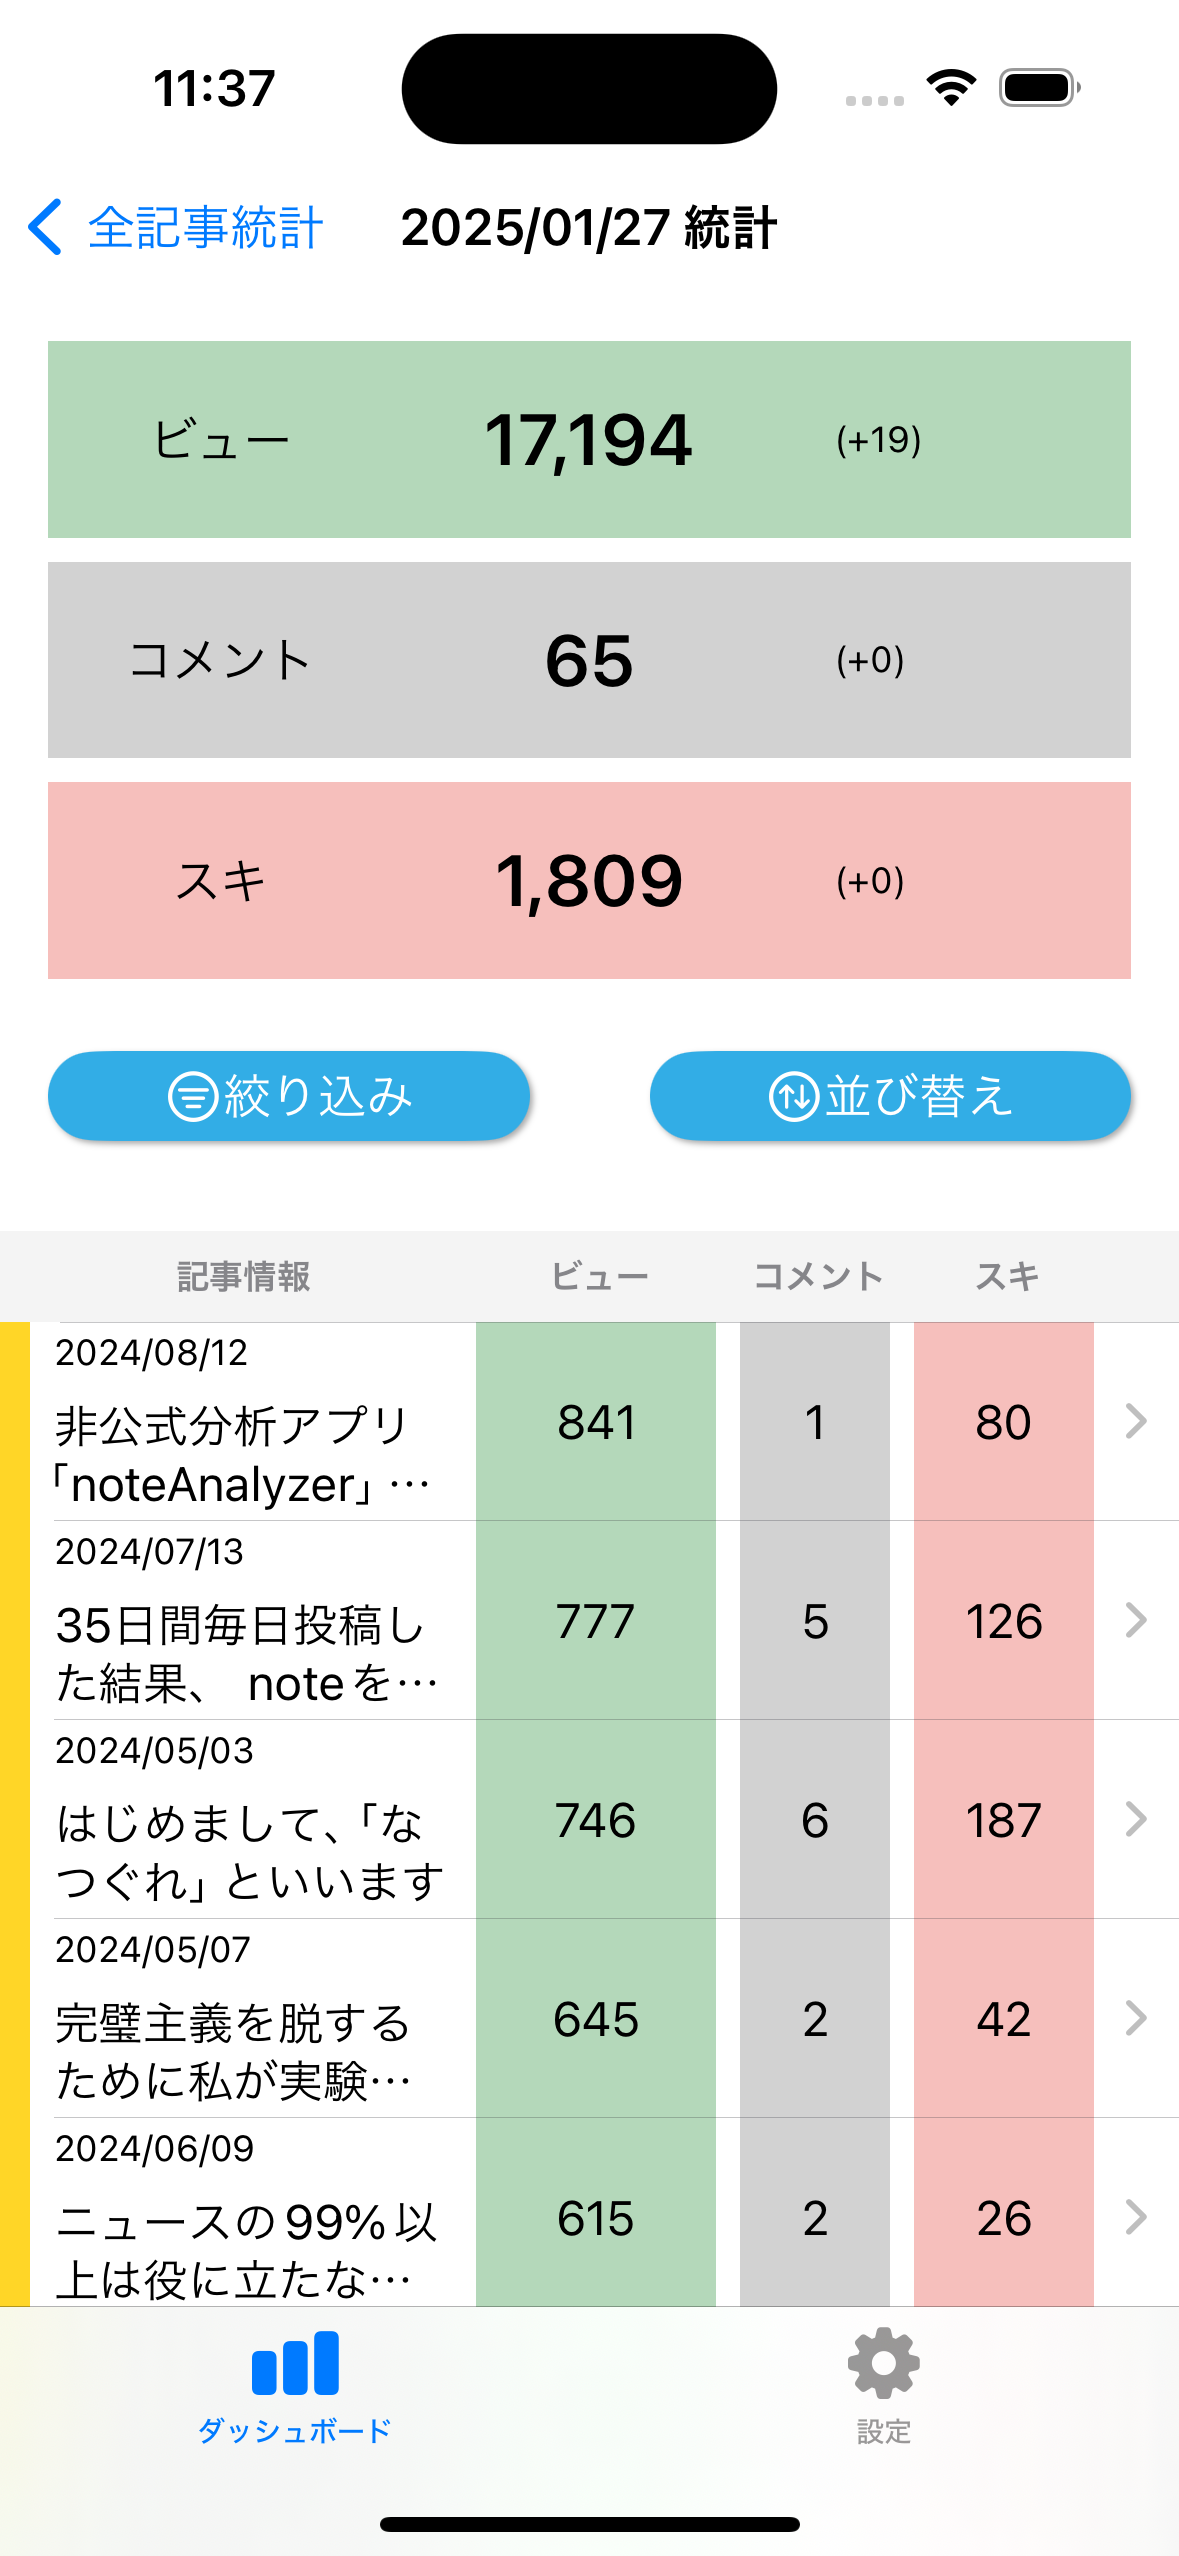 11:37
全記事統計
2025/01/27 統計
ビュー 17,194 (+19)
コメント 65 (+0)
スキ 1,809 (+0)
絞り込み 並び替え
記事情報 ビュー コメント スキ
2024/08/12
非公式分析アプリ
「noteAnalyzer」…
841 1 80
2024/07/13
35日間毎日投稿し
た結果、 noteを…
777 5 126
2024/05/03
はじめまして、「な
つぐれ」といいます
746 6 187
2024/05/07
完璧主義を脱する
ために私が実験…
645 2 42
2024/06/09
ニュースの99%以
上は役に立たな…
615 2 26
ダッシュボード 設定